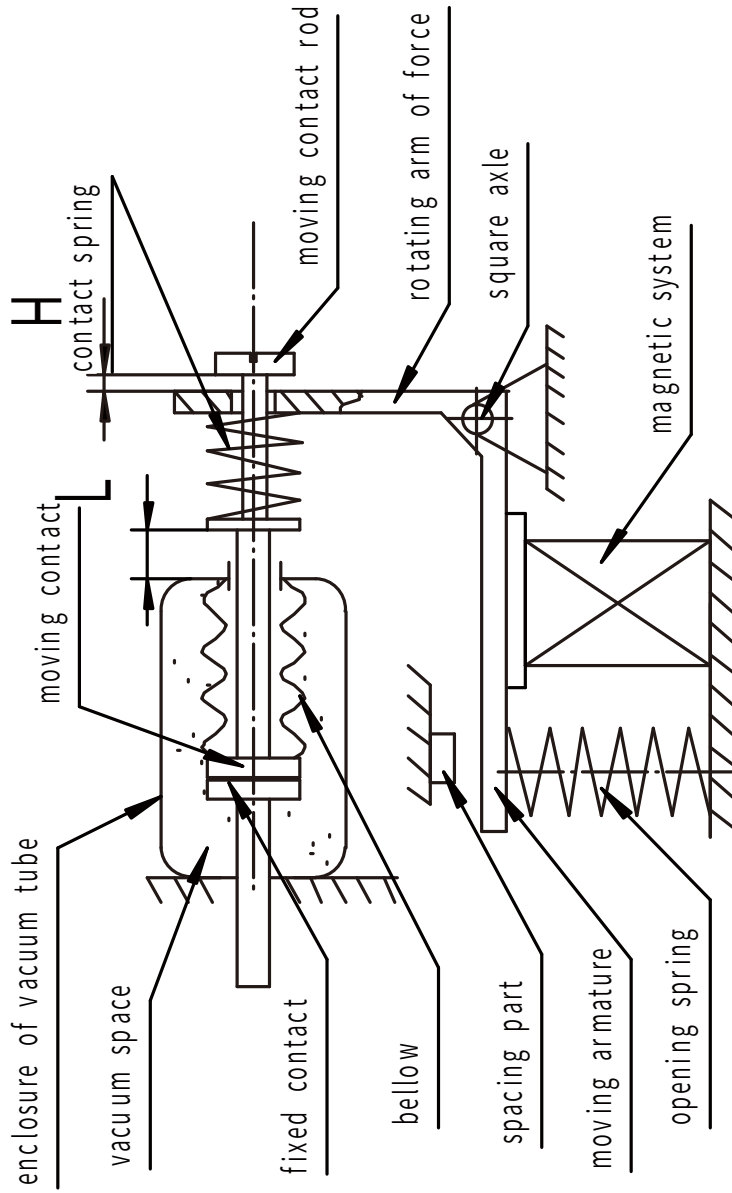 H
contact spring
L
moving contact
moving contact rod
rotating arm of force
square axle
magnetic system
enclosure of vacuum tube
vacuum space
fixed contact
bellow
spacing part
moving armature
opening spring